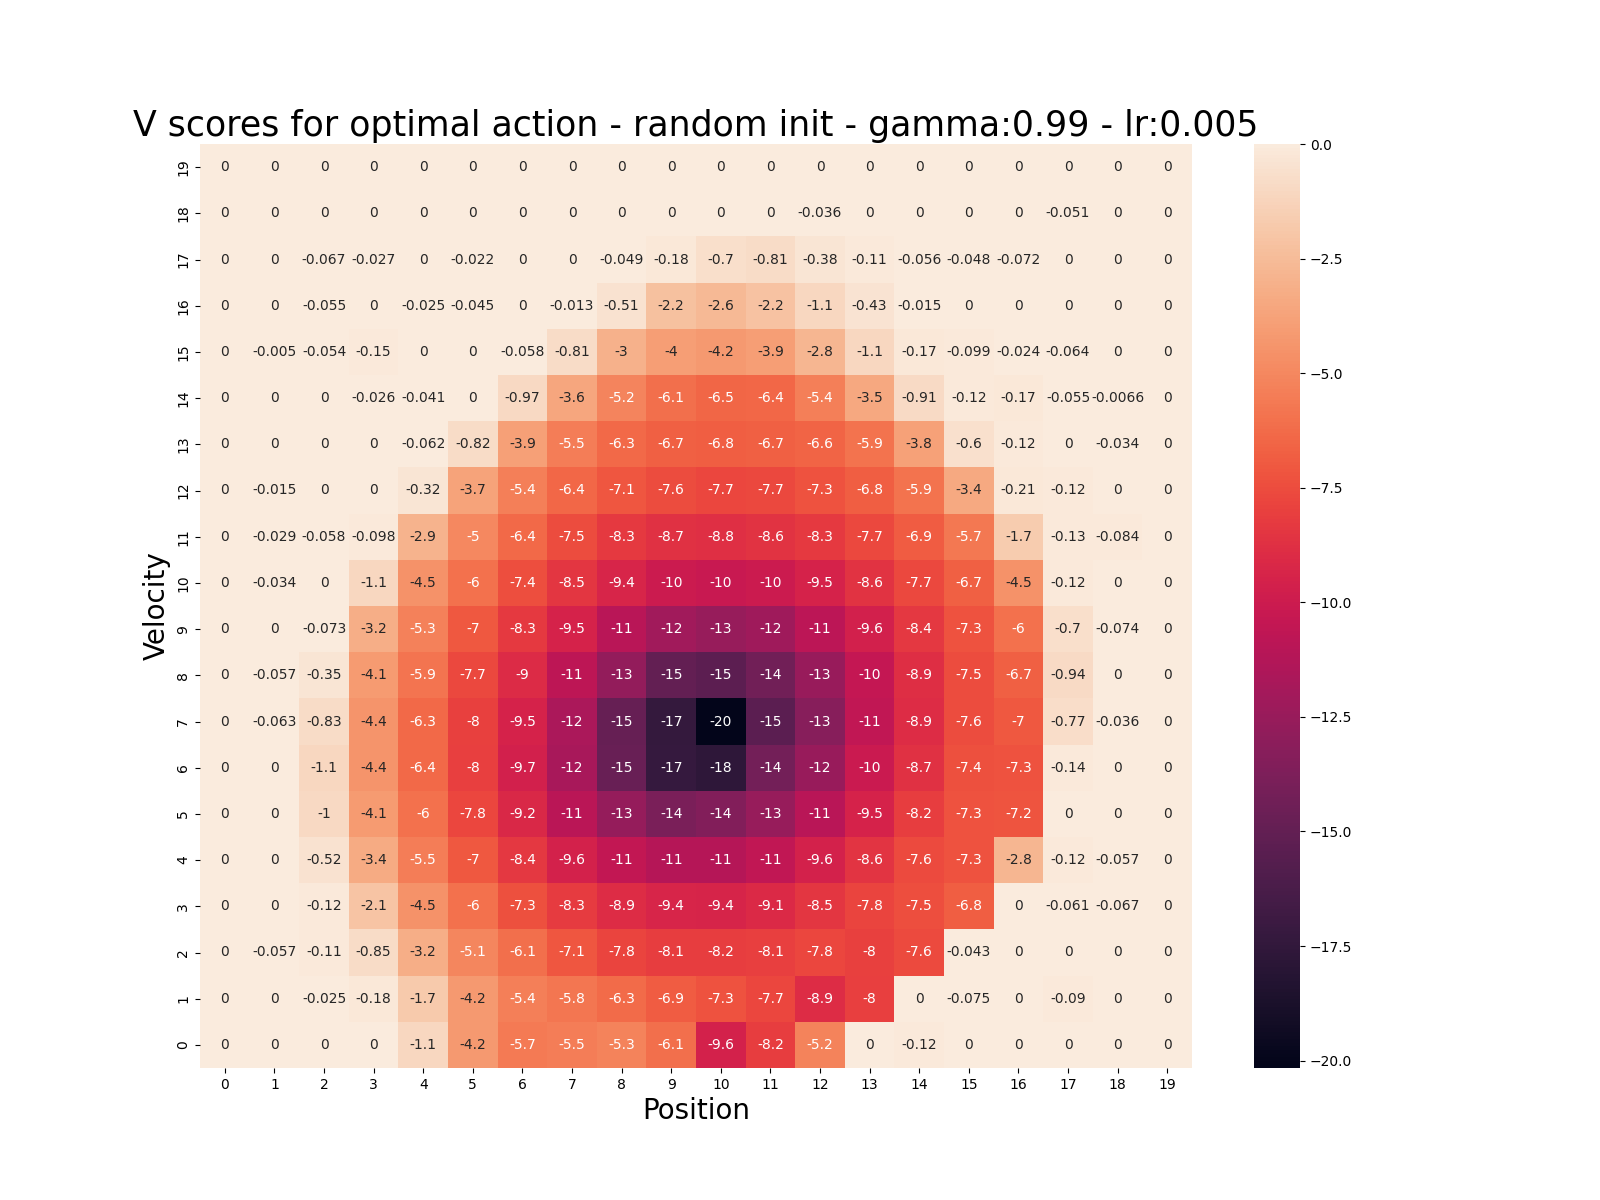 V scores for optimal action - random init - gamma:0.99 - lr:0.005
19 0 0 0 0 0 0 0 0 0 0 0 0 0 0 0 0 0 0 0 0 0.0
18 0 0 0 0 0 0 0 0 0 0 0 0 -0.036 0 0 0 0 -0.051 0 0
17 0 0 -0.067 -0.027 0 -0.022 0 0 -0.049 -0.18 -0.7 -0.81 -0.38 -0.11 -0.056 -0.048 -0.072 0 0 0 −2.5
16 0 0 -0.055 0 -0.025 -0.045 0 -0.013 -0.51 -2.2 -2.6 -2.2 -1.1 -0.43 -0.015 0 0 0 0 0
15 0 -0.005 -0.054 -0.15 0 0 -0.058 -0.81 -3 -4 -4.2 -3.9 -2.8 -1.1 -0.17 -0.099 -0.024 -0.064 0 0
−5.0
14 0 0 0 -0.026 -0.041 0 -0.97 -3.6 -5.2 -6.1 -6.5 -6.4 -5.4 -3.5 -0.91 -0.12 -0.17 -0.055 -0.0066 0
13 0 0 0 0 -0.062 -0.82 -3.9 -5.5 -6.3 -6.7 -6.8 -6.7 -6.6 -5.9 -3.8 -0.6 -0.12 0 -0.034 0
12 0 -0.015 0 0 -0.32 -3.7 -5.4 -6.4 -7.1 -7.6 -7.7 -7.7 -7.3 -6.8 -5.9 -3.4 -0.21 -0.12 0 0 −7.5
11 0 -0.029 -0.058 -0.098 -2.9 -5 -6.4 -7.5 -8.3 -8.7 -8.8 -8.6 -8.3 -7.7 -6.9 -5.7 -1.7 -0.13 -0.084 0
10 0 -0.034 0 -1.1 -4.5 -6 -7.4 -8.5 -9.4 -10 -10 -10 -9.5 -8.6 -7.7 -6.7 -4.5 -0.12 0 0
Velocity
−10.0
9 0 0 -0.073 -3.2 -5.3 -7 -8.3 -9.5 -11 -12 -13 -12 -11 -9.6 -8.4 -7.3 -6 -0.7 -0.074 0
8 0 -0.057 -0.35 -4.1 -5.9 -7.7 -9 -11 -13 -15 -15 -14 -13 -10 -8.9 -7.5 -6.7 -0.94 0 0
7 0 -0.063 -0.83 -4.4 -6.3 -8 -9.5 -12 -15 -17 -20 -15 -13 -11 -8.9 -7.6 -7 -0.77 -0.036 0 −12.5
6 0 0 -1.1 -4.4 -6.4 -8 -9.7 -12 -15 -17 -18 -14 -12 -10 -8.7 -7.4 -7.3 -0.14 0 0
5 0 0 -1 -4.1 -6 -7.8 -9.2 -11 -13 -14 -14 -13 -11 -9.5 -8.2 -7.3 -7.2 0 0 0
−15.0
4 0 0 -0.52 -3.4 -5.5 -7 -8.4 -9.6 -11 -11 -11 -11 -9.6 -8.6 -7.6 -7.3 -2.8 -0.12 -0.057 0
3 0 0 -0.12 -2.1 -4.5 -6 -7.3 -8.3 -8.9 -9.4 -9.4 -9.1 -8.5 -7.8 -7.5 -6.8 0 -0.061 -0.067 0
2 0 -0.057 -0.11 -0.85 -3.2 -5.1 -6.1 -7.1 -7.8 -8.1 -8.2 -8.1 -7.8 -8 -7.6 -0.043 0 0 0 0 −17.5
1 0 0 -0.025 -0.18 -1.7 -4.2 -5.4 -5.8 -6.3 -6.9 -7.3 -7.7 -8.9 -8 0 -0.075 0 -0.09 0 0
0 0 0 0 0 -1.1 -4.2 -5.7 -5.5 -5.3 -6.1 -9.6 -8.2 -5.2 0 -0.12 0 0 0 0 0
−20.0
0 1 2 3 4 5 6 7 8 9 10 11 12 13 14 15 16 17 18 19
Position